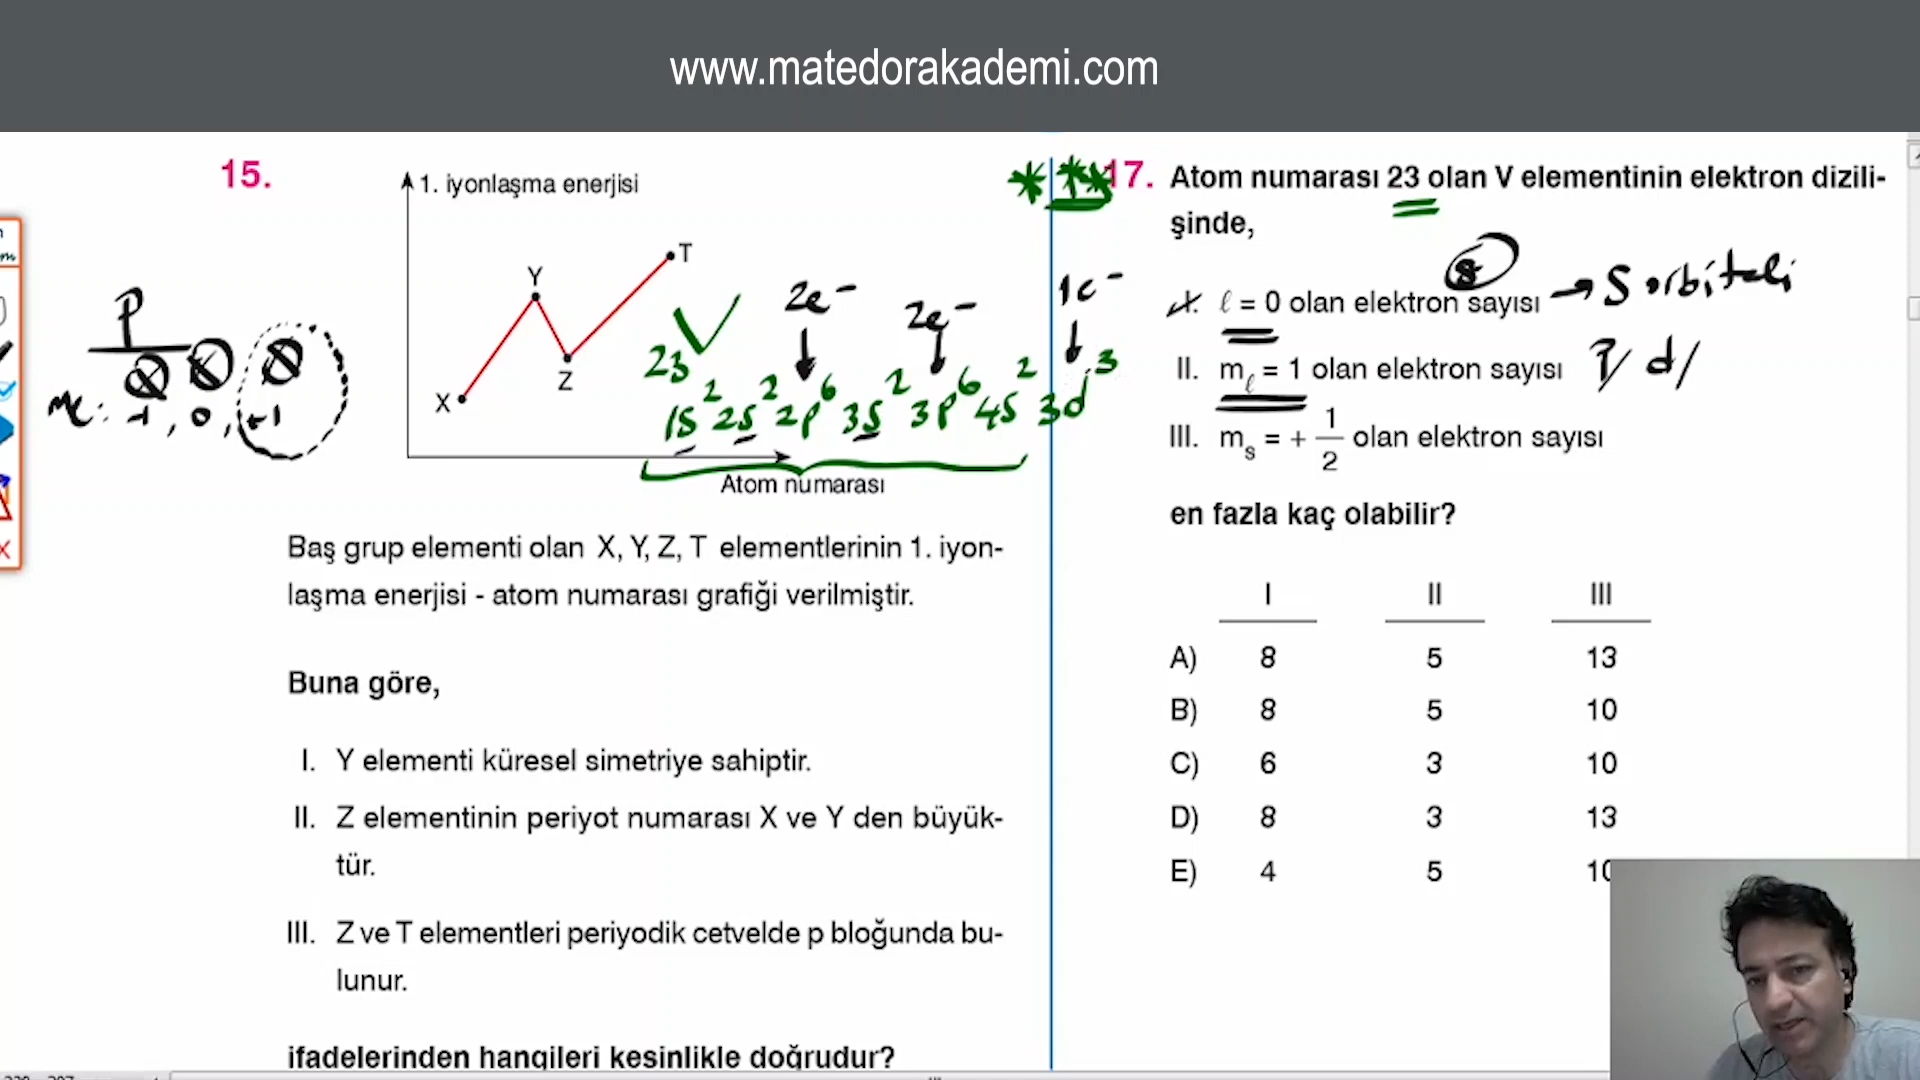 www.matedorakademi.com
15.
1. iyonlaşma enerjisi
T
Y
Z
X
Atom numarası
P
-1, 0, +1
23 V
2e⁻
2e⁻
1e⁻
1s² 2s² 2p⁶ 3s² 3p⁶ 4s² 3d³
Baş grup elementi olan X, Y, Z, T elementlerinin 1. iyon-
laşma enerjisi - atom numarası grafiği verilmiştir.
Buna göre,
I. Y elementi küresel simetriye sahiptir.
II. Z elementinin periyot numarası X ve Y den büyük-
tür.
III. Z ve T elementleri periyodik cetvelde p bloğunda bu-
lunur.
ifadelerinden hangileri kesinlikle doğrudur?
17. Atom numarası 23 olan V elementinin elektron dizili-
şinde,
8
I. ℓ = 0 olan elektron sayısı → s orbitali
II. mℓ = 1 olan elektron sayısı P/ d/
III. ms = + 1/2 olan elektron sayısı
en fazla kaç olabilir?
I II III
A) 8 5 13
B) 8 5 10
C) 6 3 10
D) 8 3 13
E) 4 5